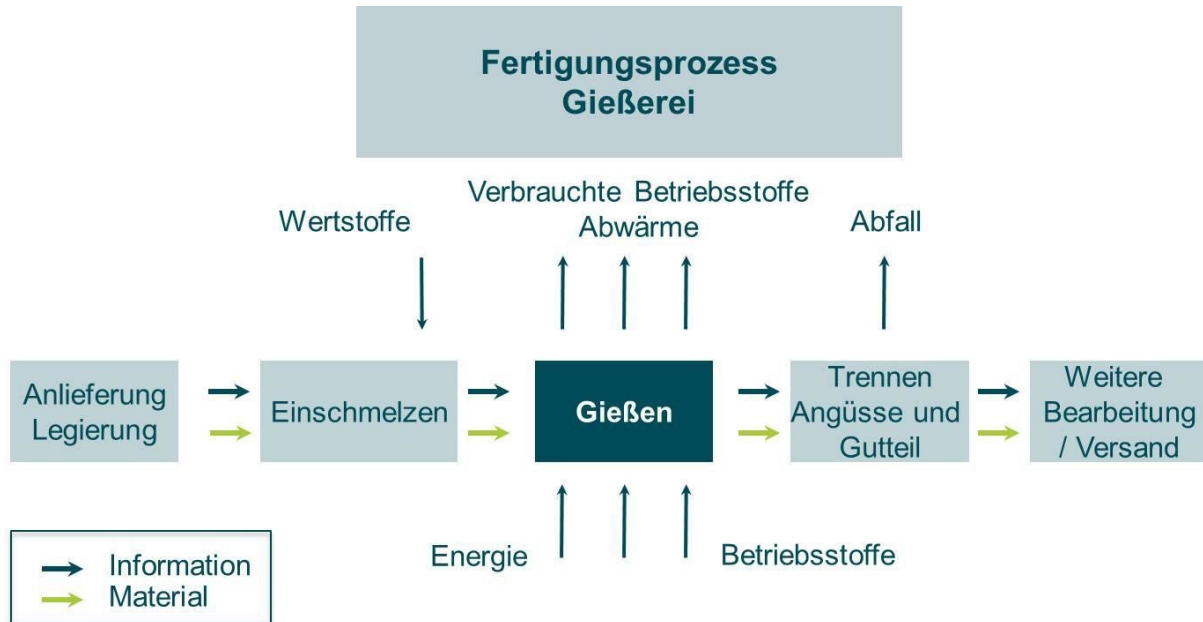 Fertigungsprozess
Gießerei
Verbrauchte Betriebsstoffe
Wertstoffe
Abwärme
Abfall
Anlieferung
Legierung
Einschmelzen
Gießen
Trennen
Angüsse und
Gutteil
Weitere
Bearbeitung
/ Versand
Energie
Betriebsstoffe
Information
Material